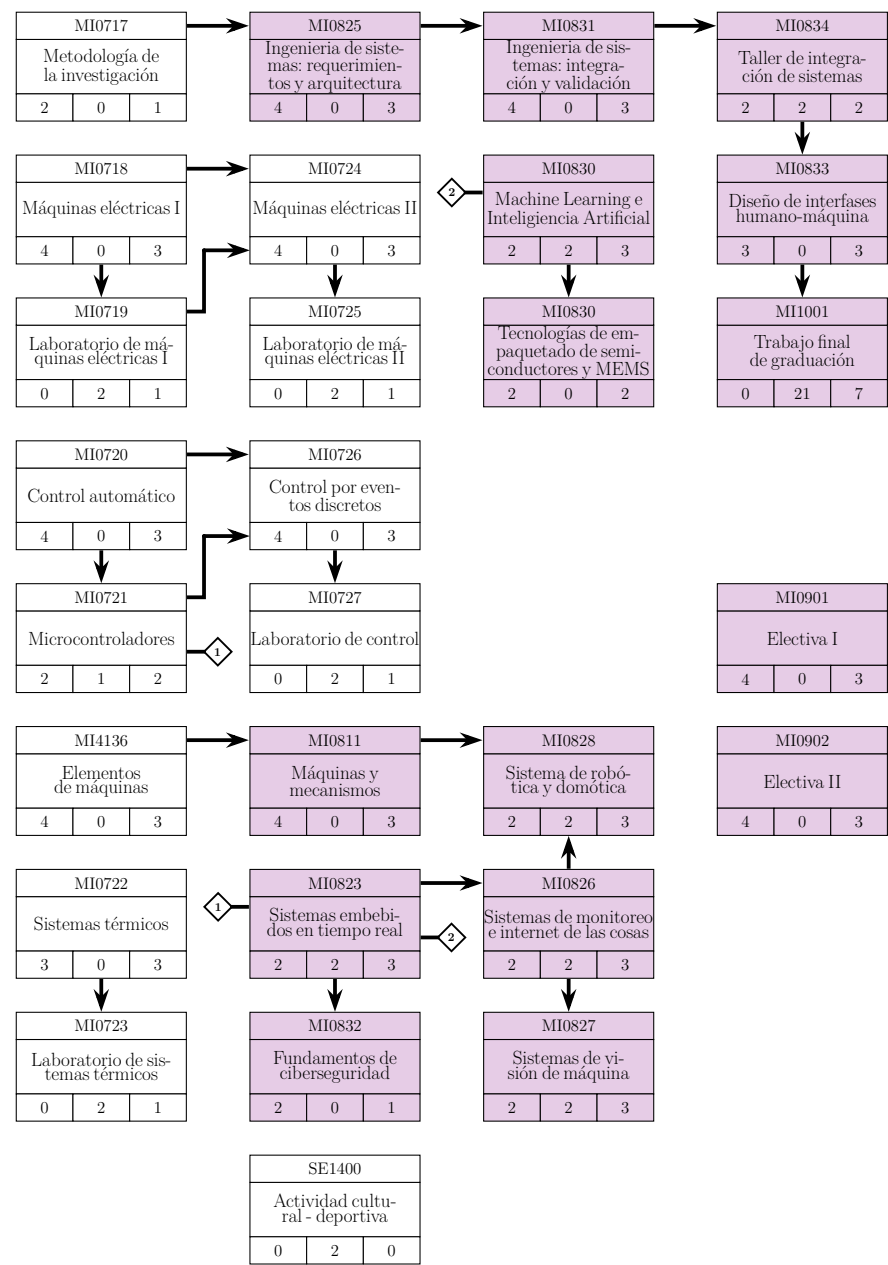 MI0717
Metodología de
la investigación
2 0 1
MI0825
Ingenieria de siste-
mas: requerimien-
tos y arquitectura
4 0 3
MI0831
Ingenieria de sis-
temas: integra-
ción y validación
4 0 3
MI0834
Taller de integra-
ción de sistemas
2 2 2
MI0718
Máquinas eléctricas I
4 0 3
MI0724
Máquinas eléctricas II
4 0 3
2
MI0830
Machine Learning e
Inteligiencia Artificial
2 2 3
MI0833
Diseño de interfases
humano-máquina
3 0 3
MI0719
Laboratorio de má-
quinas eléctricas I
0 2 1
MI0725
Laboratorio de má-
quinas eléctricas II
0 2 1
MI0830
Tecnologías de em-
paquetado de semi-
conductores y MEMS
2 0 2
MI1001
Trabajo final
de graduación
0 21 7
MI0720
Control automático
4 0 3
MI0726
Control por even-
tos discretos
4 0 3
MI0721
Microcontroladores
2 1 2
1
MI0727
Laboratorio de control
0 2 1
MI0901
Electiva I
4 0 3
MI4136
Elementos
de máquinas
4 0 3
MI0811
Máquinas y
mecanismos
4 0 3
MI0828
Sistema de robó-
tica y domótica
2 2 3
MI0902
Electiva II
4 0 3
MI0722
Sistemas térmicos
3 0 3
1
MI0823
Sistemas embebi-
dos en tiempo real
2 2 3
2
MI0826
Sistemas de monitoreo
e internet de las cosas
2 2 3
MI0723
Laboratorio de sis-
temas térmicos
0 2 1
MI0832
Fundamentos de
ciberseguridad
2 0 1
MI0827
Sistemas de vi-
sión de máquina
2 2 3
SE1400
Actividad cultu-
ral - deportiva
0 2 0